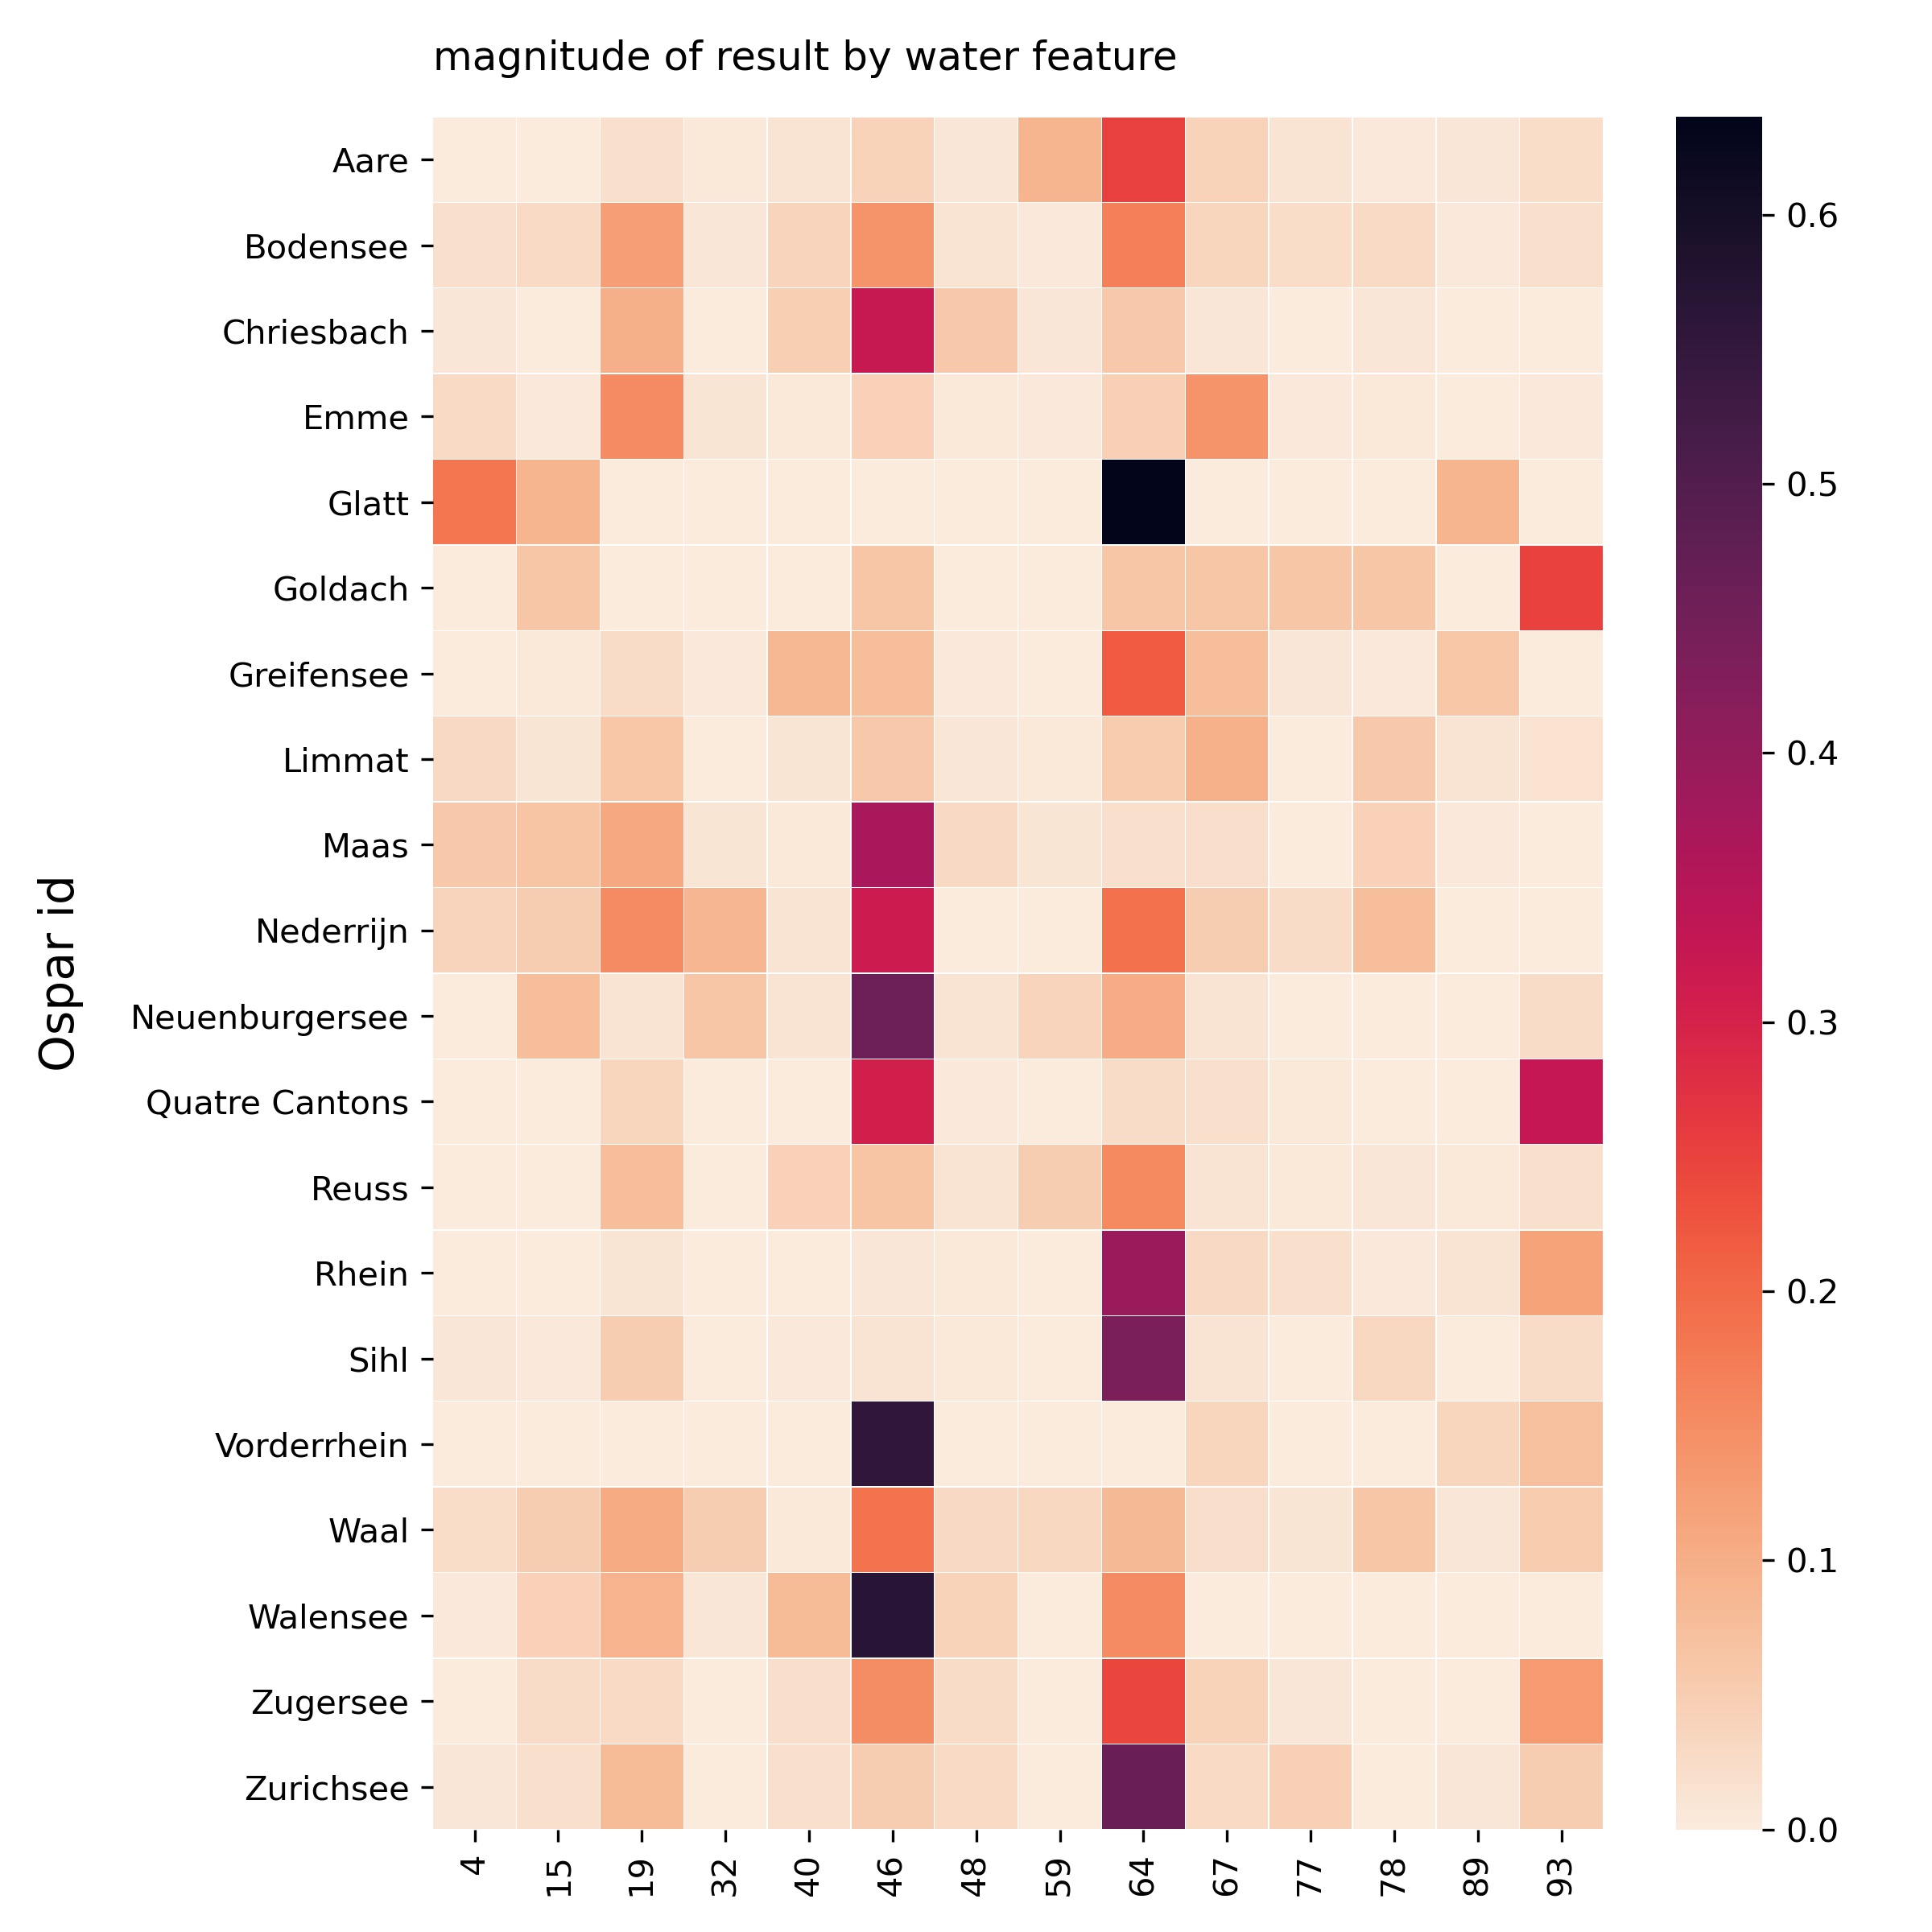 magnitude of result by water feature
Aare
Bodensee
Chriesbach
Emme
Glatt
Goldach
Greifensee
Limmat
Maas
Nederrijn
Neuenburgersee
Quatre Cantons
Reuss
Rhein
Sihl
Vorderrhein
Waal
Walensee
Zugersee
Zurichsee
Ospar id
4 15 19 32 40 46 48 59 64 67 77 78 89 93
0.6
0.5
0.4
0.3
0.2
0.1
0.0